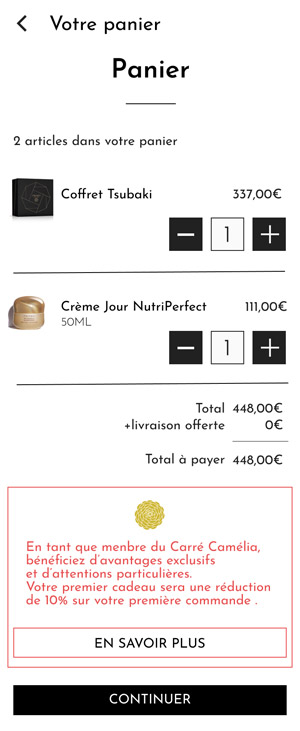 Votre panier
Panier
2 articles dans votre panier
Coffret Tsubaki 337,00€
1
Crème Jour NutriPerfect 111,00€
50ML
1
Total 448,00€
+livraison offerte 0€
Total à payer 448,00€
En tant que menbre du Carré Camélia,
bénéficiez d'avantages exclusifs
et d'attentions particulières.
Votre premier cadeau sera une réduction
de 10% sur votre première commande .
EN SAVOIR PLUS
CONTINUER